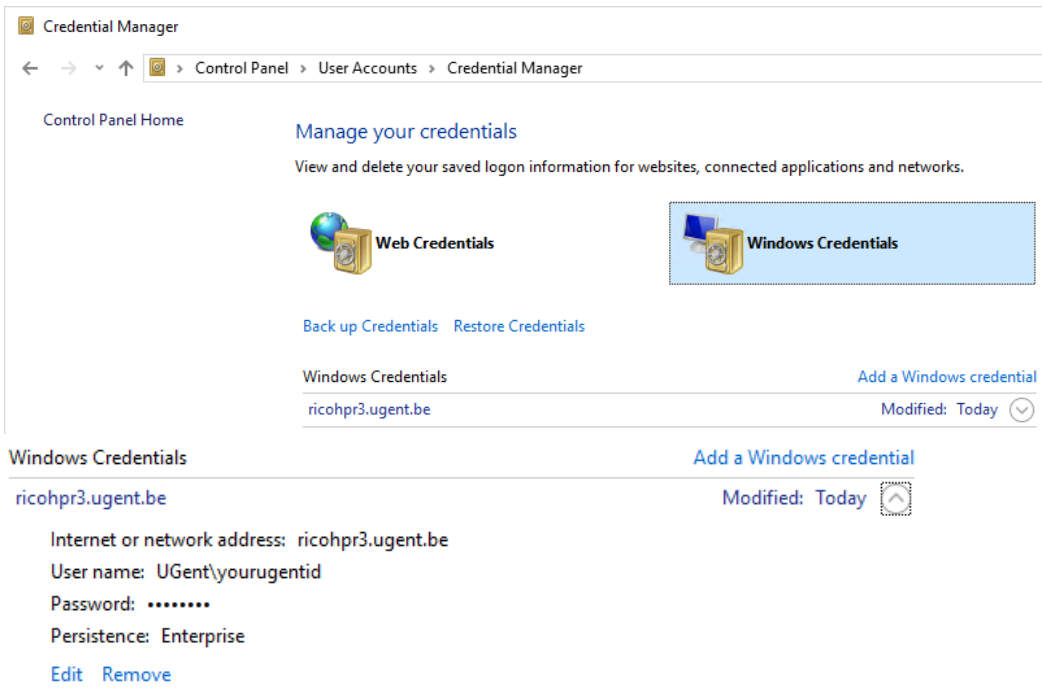 Credential Manager
Control Panel > User Accounts > Credential Manager
Control Panel Home
Manage your credentials
View and delete your saved logon information for websites, connected applications and networks.
Web Credentials
Windows Credentials
Back up Credentials Restore Credentials
Windows Credentials Add a Windows credential
ricohpr3.ugent.be Modified: Today
Windows Credentials Add a Windows credential
ricohpr3.ugent.be Modified: Today
Internet or network address: ricohpr3.ugent.be
User name: UGent\yourugentid
Password: ••••••••
Persistence: Enterprise
Edit Remove